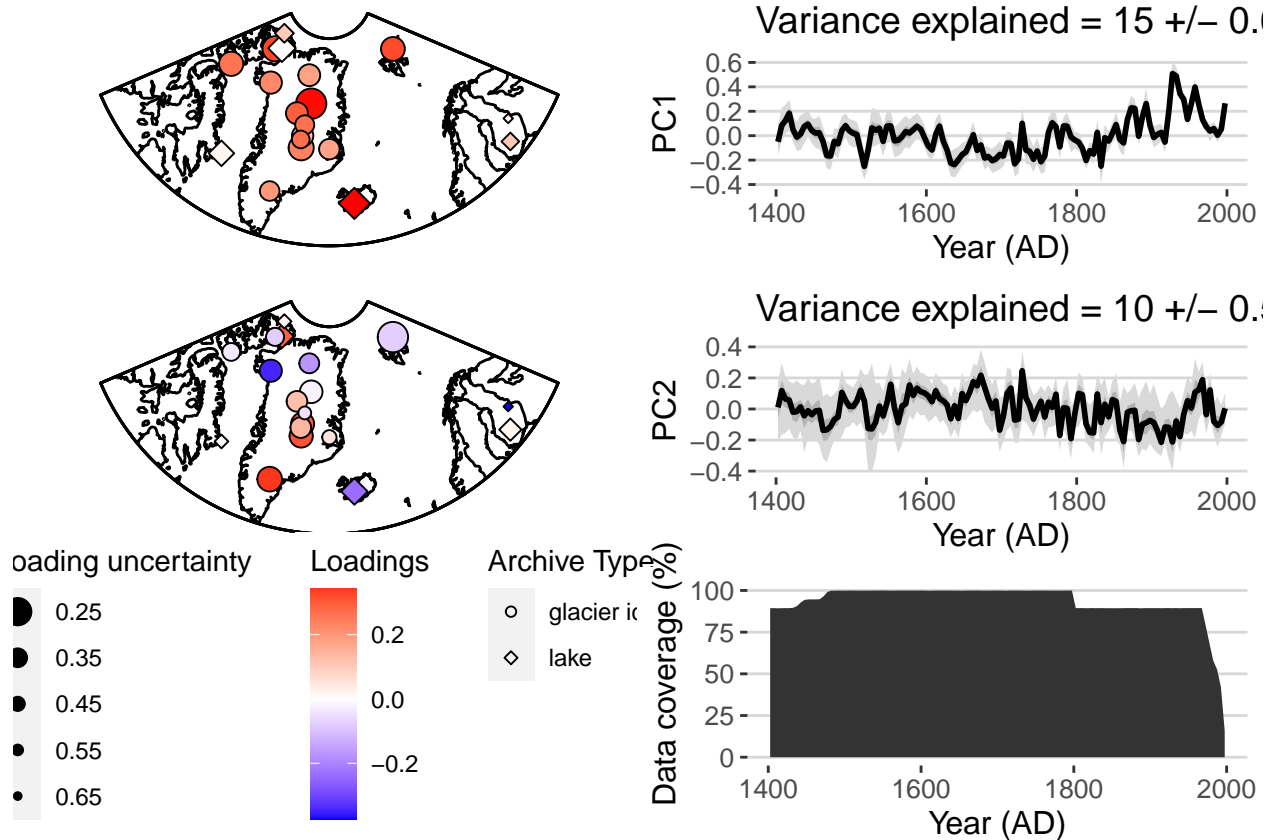 Variance explained = 15 +/− 0.
PC1
0.6
0.4
0.2
0.0
−0.2
−0.4
1400 1600 1800 2000
Year (AD)
Variance explained = 10 +/− 0.
PC2
0.4
0.2
0.0
−0.2
−0.4
1400 1600 1800 2000
Year (AD)
oading uncertainty
0.25
0.35
0.45
0.55
0.65
Loadings
0.2
0.0
−0.2
Archive Type
glacier ic
lake
Data coverage (%)
100
75
50
25
0
1400 1600 1800 2000
Year (AD)